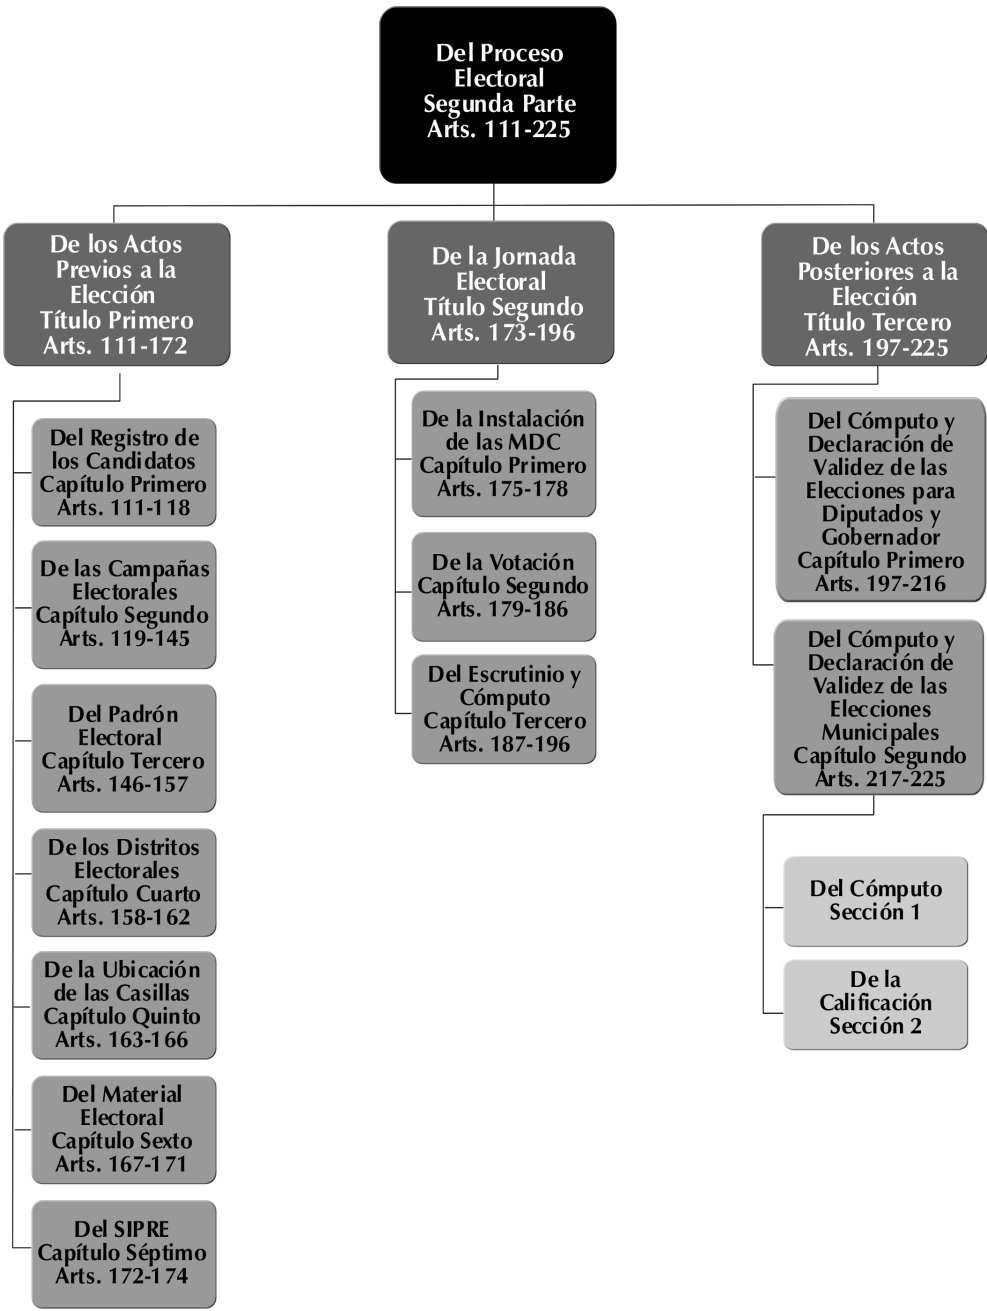 Del Proceso
Electoral
Segunda Parte
Arts. 111-225
De los Actos
Previos a la
Elección
Título Primero
Arts. 111-172
Del Registro de
los Candidatos
Capítulo Primero
Arts. 111-118
De las Campañas
Electorales
Capítulo Segundo
Arts. 119-145
Del Padrón
Electoral
Capítulo Tercero
Arts. 146-157
De los Distritos
Electorales
Capítulo Cuarto
Arts. 158-162
De la Ubicación
de las Casillas
Capítulo Quinto
Arts. 163-166
Del Material
Electoral
Capítulo Sexto
Arts. 167-171
Del SIPRE
Capítulo Séptimo
Arts. 172-174
De la Jornada
Electoral
Título Segundo
Arts. 173-196
De la Instalación
de las MDC
Capítulo Primero
Arts. 175-178
De la Votación
Capítulo Segundo
Arts. 179-186
Del Escrutinio y
Cómputo
Capítulo Tercero
Arts. 187-196
De los Actos
Posteriores a la
Elección
Título Tercero
Arts. 197-225
Del Cómputo y
Declaración de
Validez de las
Elecciones para
Diputados y
Gobernador
Capítulo Primero
Arts. 197-216
Del Cómputo y
Declaración de
Validez de las
Elecciones
Municipales
Capítulo Segundo
Arts. 217-225
Del Cómputo
Sección 1
De la
Calificación
Sección 2